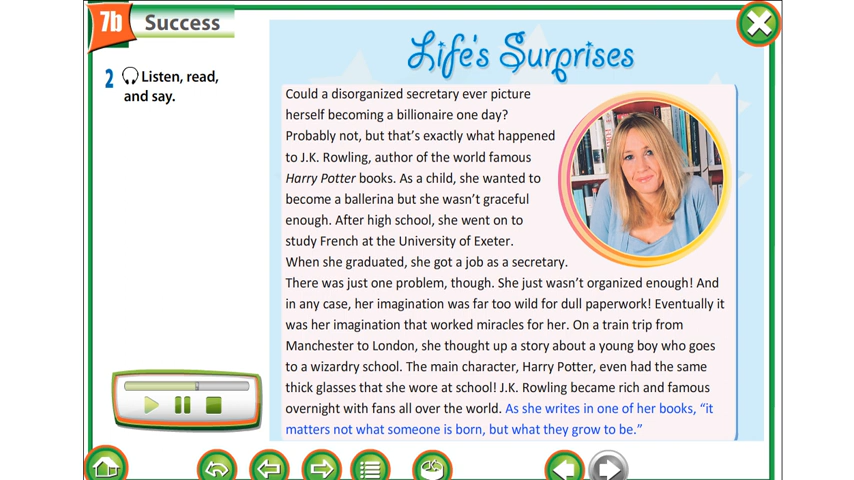 7b Success
2 Listen, read,
and say.
Life's Surprises
Could a disorganized secretary ever picture
herself becoming a billionaire one day?
Probably not, but that's exactly what happened
to J.K. Rowling, author of the world famous
Harry Potter books. As a child, she wanted to
become a ballerina but she wasn't graceful
enough. After high school, she went on to
study French at the University of Exeter.
When she graduated, she got a job as a secretary.
There was just one problem, though. She just wasn't organized enough! And
in any case, her imagination was far too wild for dull paperwork! Eventually it
was her imagination that worked miracles for her. On a train trip from
Manchester to London, she thought up a story about a young boy who goes
to a wizardry school. The main character, Harry Potter, even had the same
thick glasses that she wore at school! J.K. Rowling became rich and famous
overnight with fans all over the world. As she writes in one of her books, "it
matters not what someone is born, but what they grow to be."